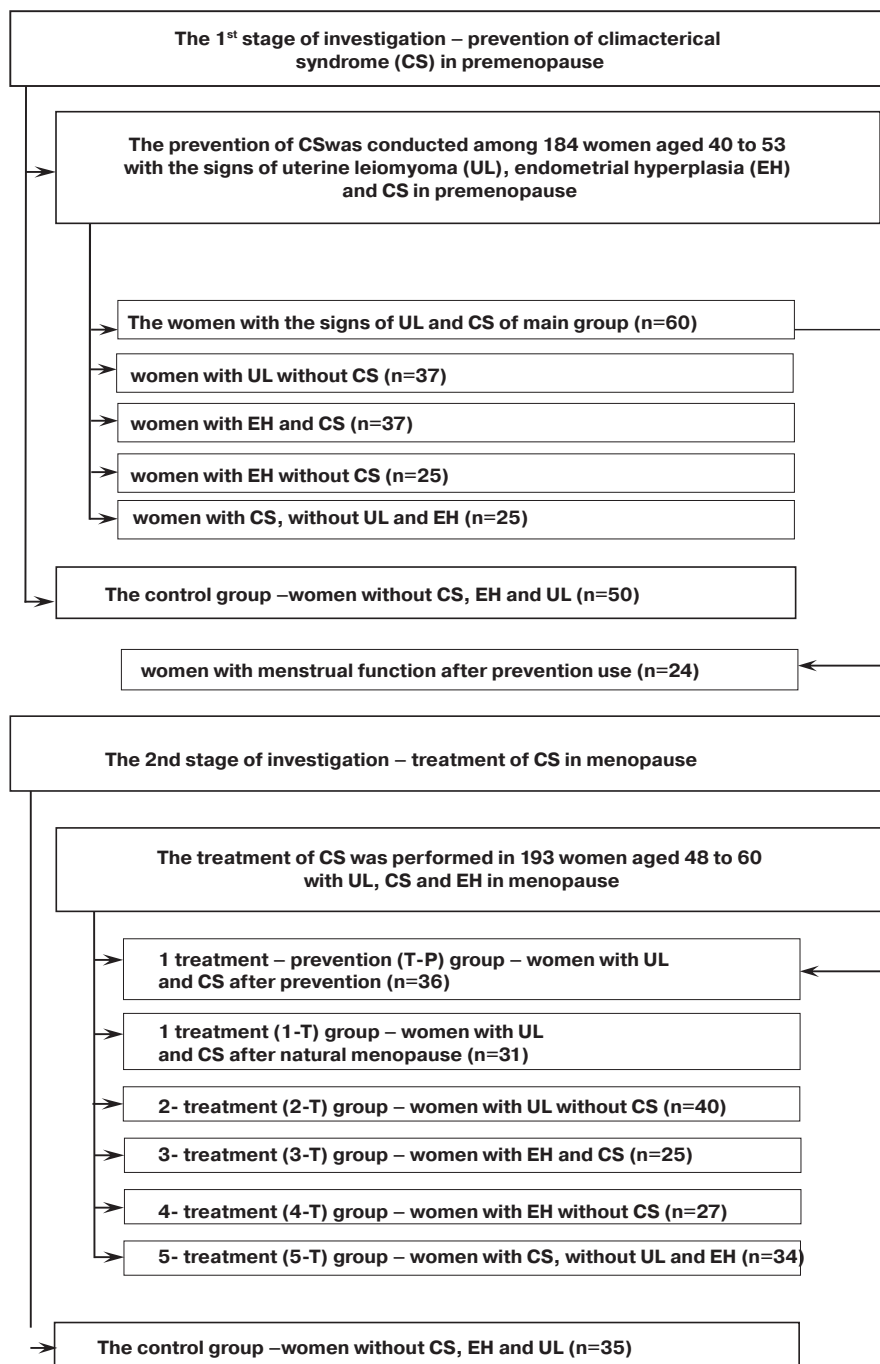 The 1st stage of investigation – prevention of climacterical
syndrome (CS) in premenopause
The prevention of CSwas conducted among 184 women aged 40 to 53
with the signs of uterine leiomyoma (UL), endometrial hyperplasia (EH)
and CS in premenopause
The women with the signs of UL and CS of main group (n=60)
women with UL without CS (n=37)
women with EH and CS (n=37)
women with EH without CS (n=25)
women with CS, without UL and EH (n=25)
The control group –women without CS, EH and UL (n=50)
women with menstrual function after prevention use (n=24)
The 2nd stage of investigation – treatment of CS in menopause
The treatment of CS was performed in 193 women aged 48 to 60
with UL, CS and EH in menopause
1 treatment – prevention (T-P) group – women with UL
and CS after prevention (n=36)
1 treatment (1-T) group – women with UL
and CS after natural menopause (n=31)
2- treatment (2-T) group – women with UL without CS (n=40)
3- treatment (3-T) group – women with EH and CS (n=25)
4- treatment (4-T) group – women with EH without CS (n=27)
5- treatment (5-T) group – women with CS, without UL and EH (n=34)
The control group –women without CS, EH and UL (n=35)